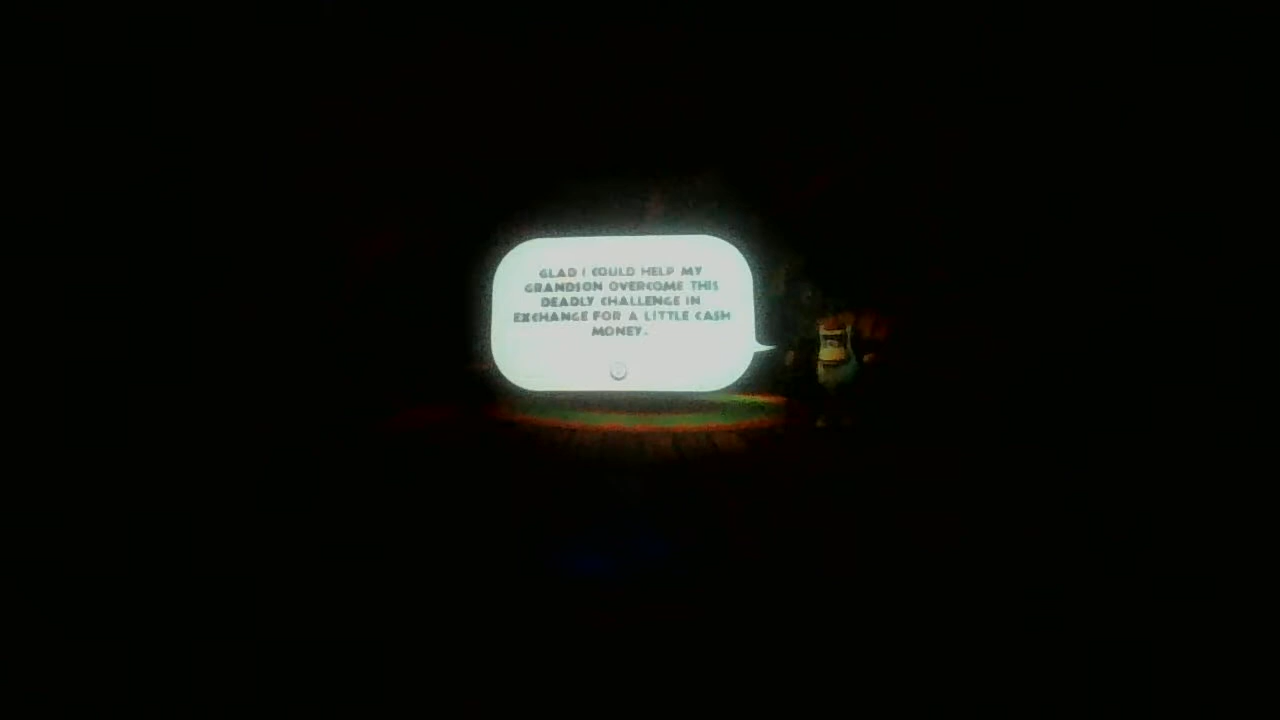 GLAD I COULD HELP MY
GRANDSON OVERCOME THIS
DEADLY CHALLENGE IN
EXCHANGE FOR A LITTLE CASH
MONEY.